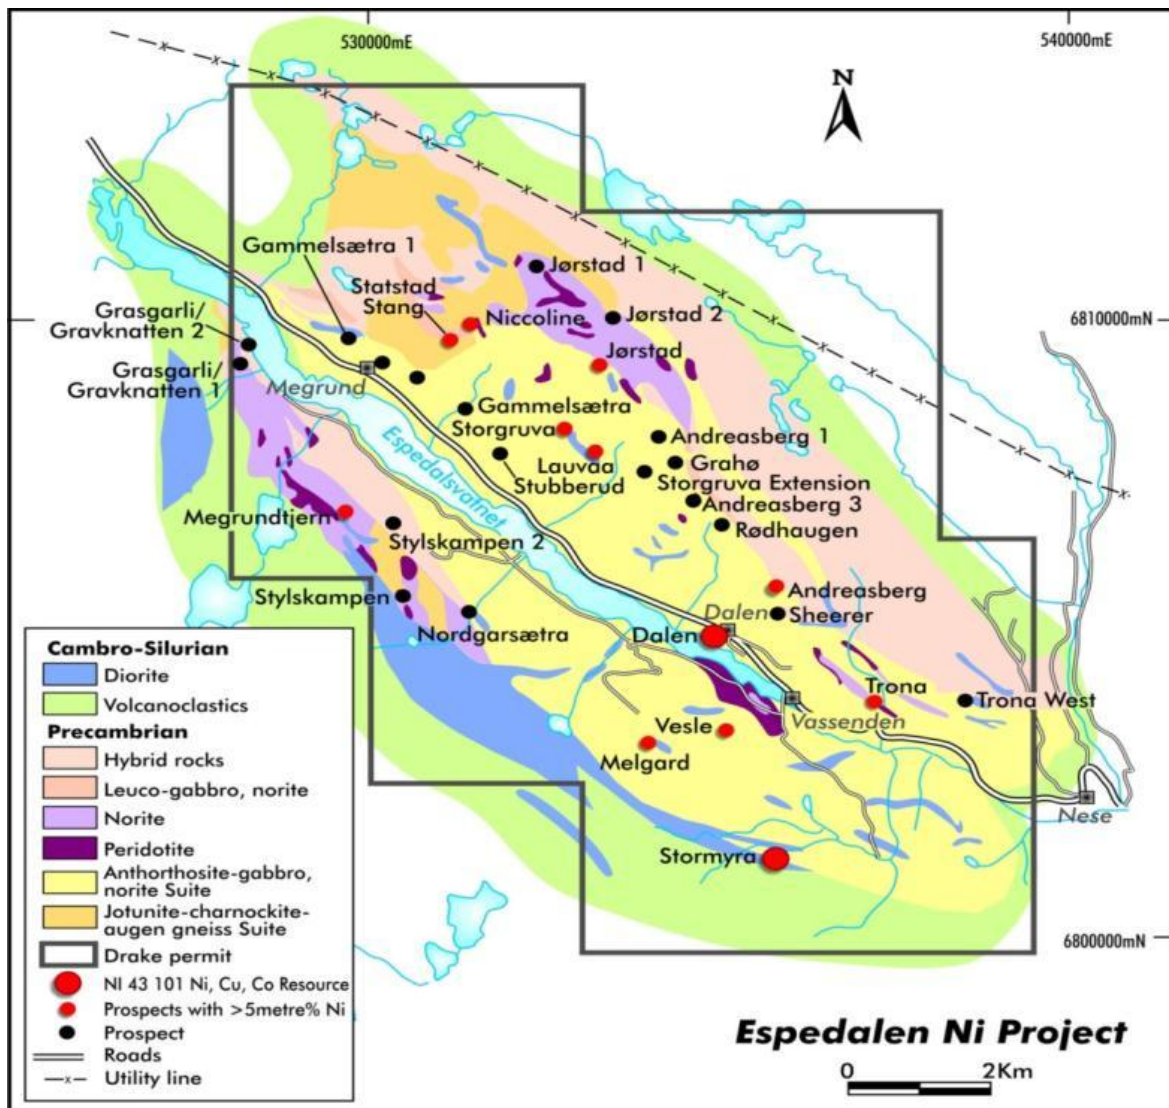 530000mE
540000mE
N
Gammelsætra 1
Jørstad 1
Statstad
Stang
Grasgarli/
Gravknatten 2
Niccoline
Jørstad 2
6810000mN
Jørstad
Grasgarli/
Gravknatten 1
Megrund
Gammelsætra
Storgruva
Andreasberg 1
Espedalsvatnet
Lauvåa
Grahø
Stubberud
Storgruva Extension
Andreasberg 3
Megrundtjern
Rødhaugen
Stylskampen 2
Stylskampen
Andreasberg
Dalen
Sheerer
Nordgarsætra
Dalen
Trona
Trona West
Vesle
Vassenden
Melgard
Nese
Stormyra
6800000mN
Cambro-Silurian
Diorite
Volcanoclastics
Precambrian
Hybrid rocks
Leuco-gabbro, norite
Norite
Peridotite
Anthorthosite-gabbro,
norite Suite
Jotunite-charnockite-
augen gneiss Suite
Drake permit
NI 43 101 Ni, Cu, Co Resource
Prospects with >5metre% Ni
Prospect
Roads
Utility line
Espedalen Ni Project
0
2Km